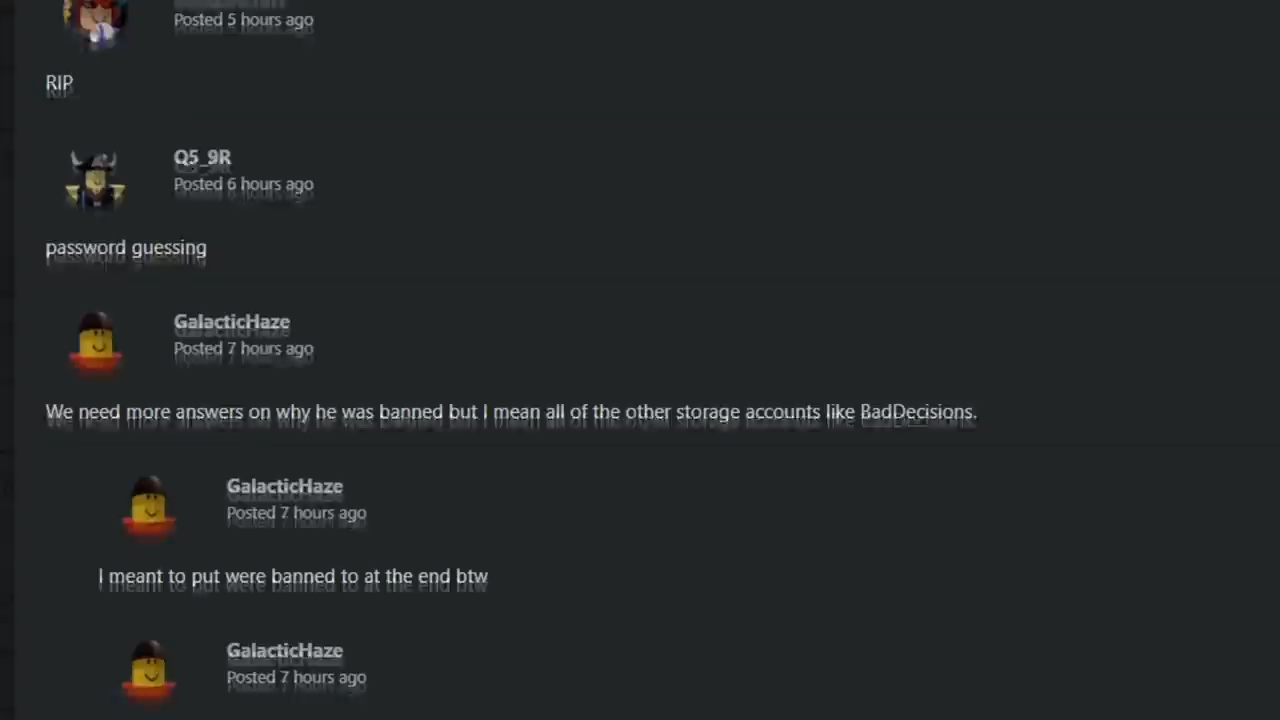 Posted 5 hours ago
RIP
Q5_9R
Posted 6 hours ago
password guessing
GalacticHaze
Posted 7 hours ago
We need more answers on why he was banned but I mean all of the other storage accounts like BadDecisions.
GalacticHaze
Posted 7 hours ago
I meant to put were banned to at the end btw
GalacticHaze
Posted 7 hours ago